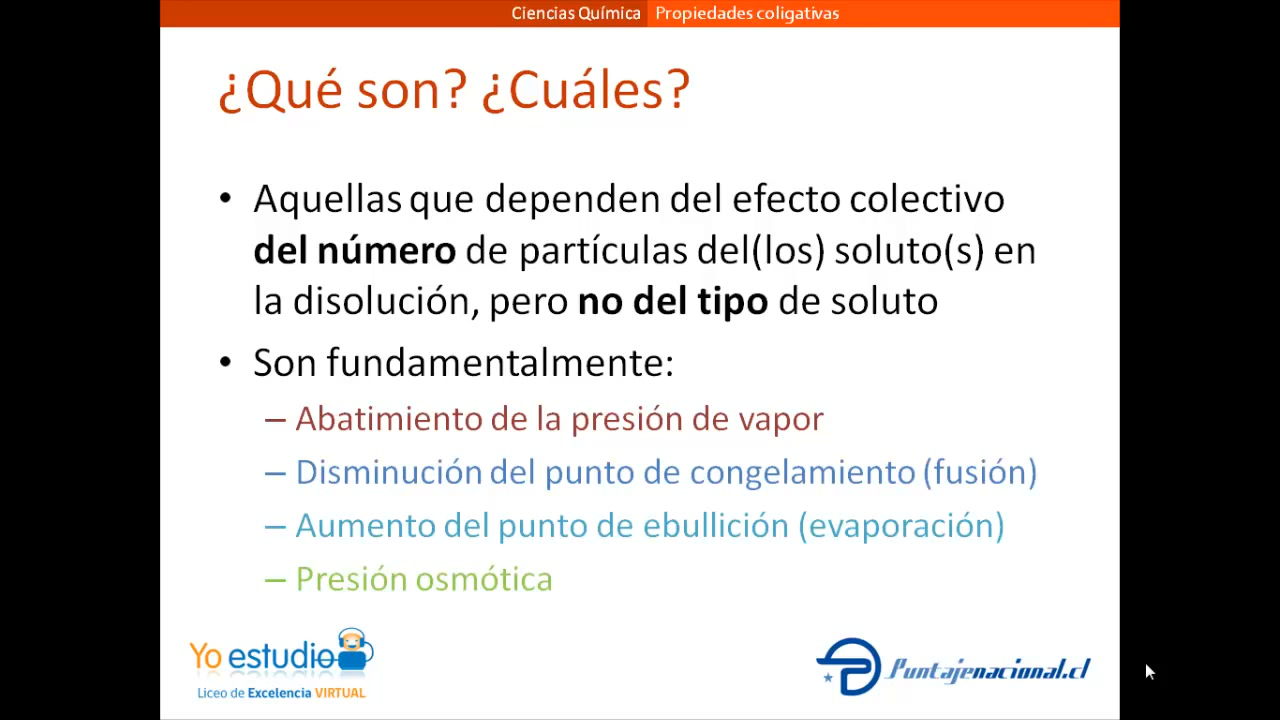 Ciencias Química Propiedades coligativas
¿Qué son? ¿Cuáles?
• Aquellas que dependen del efecto colectivo
del número de partículas del(los) soluto(s) en
la disolución, pero no del tipo de soluto
• Son fundamentalmente:
– Abatimiento de la presión de vapor
– Disminución del punto de congelamiento (fusión)
– Aumento del punto de ebullición (evaporación)
– Presión osmótica
Yo estudio
Liceo de Excelencia VIRTUAL
Puntajenacional.cl